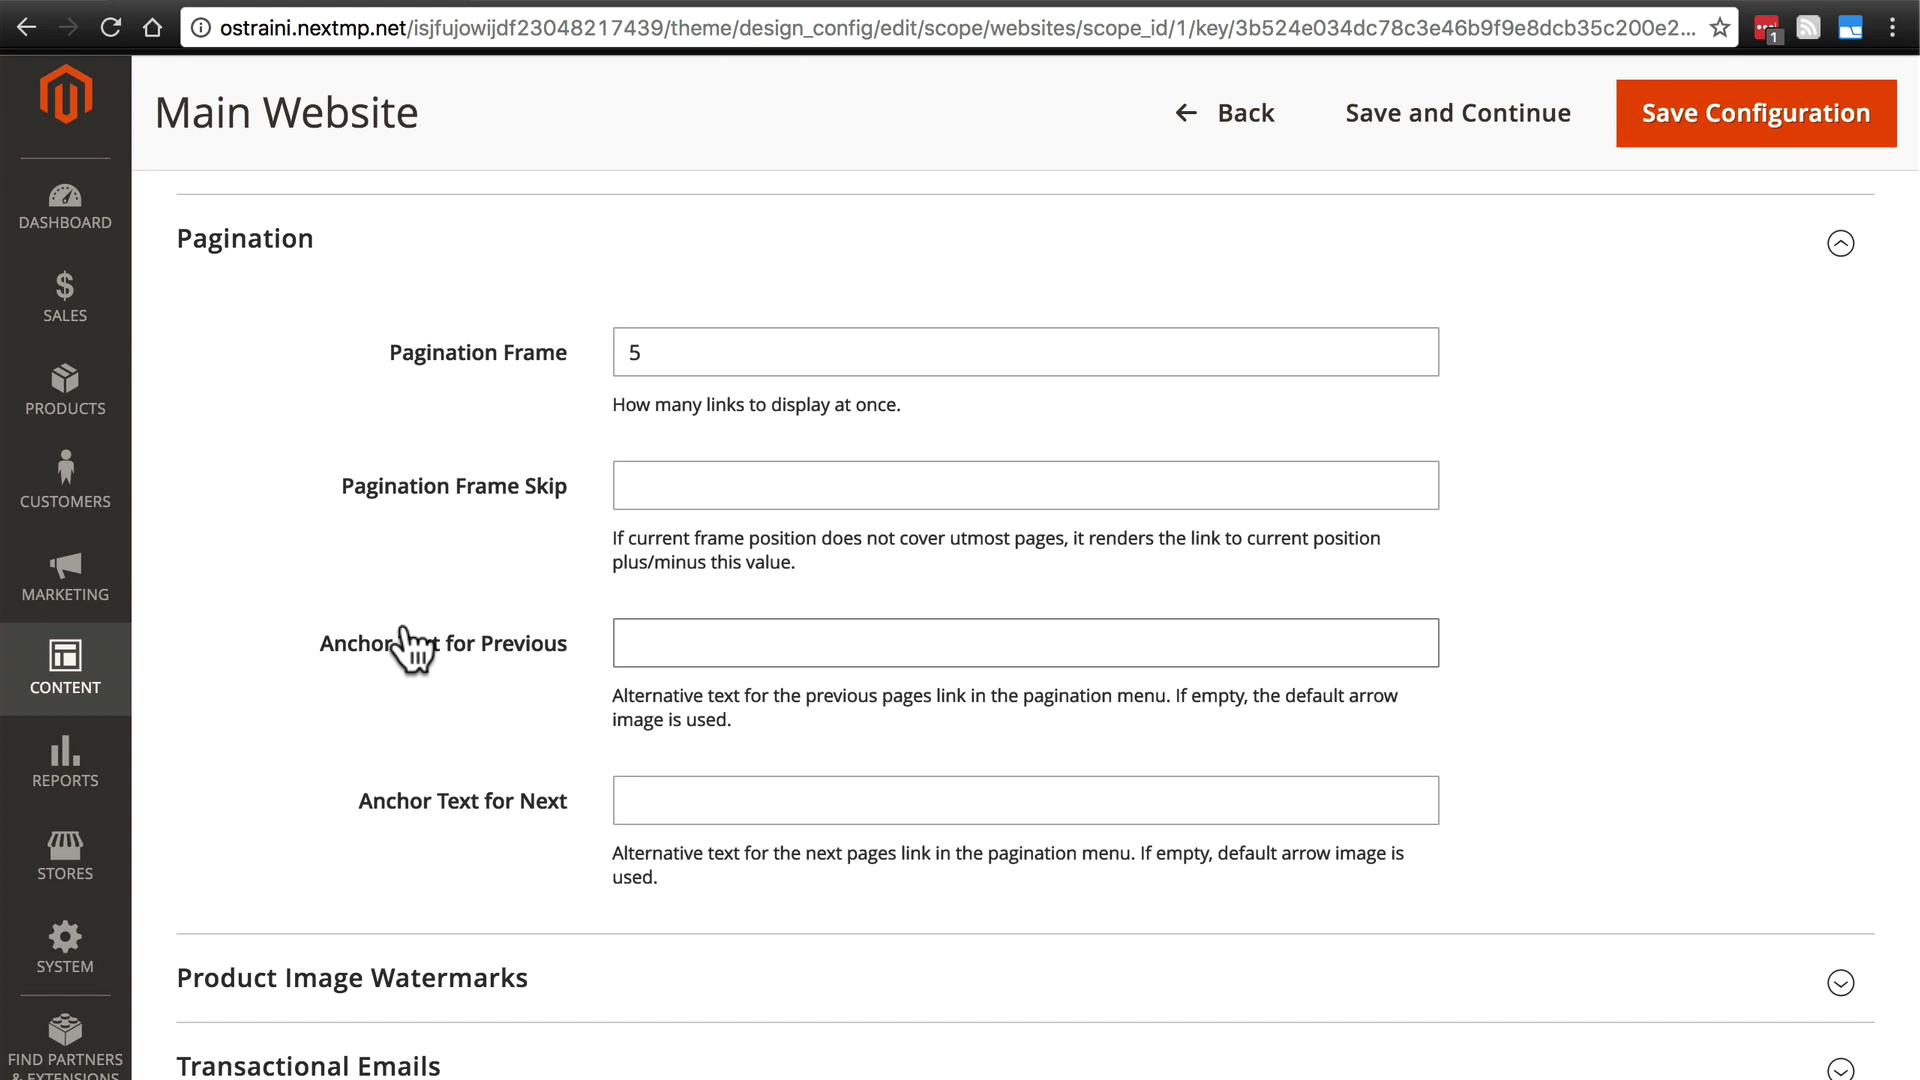 ostraini.nextmp.net/isjfujowijdf23048217439/theme/design_config/edit/scope/websites/scope_id/1/key/3b524e034dc78c3e46b9f9e8dcb35c200e2...
1
Main Website
Back
Save and Continue
Save Configuration
DASHBOARD
SALES
PRODUCTS
CUSTOMERS
MARKETING
CONTENT
REPORTS
STORES
SYSTEM
FIND PARTNERS
& EXTENSIONS
Pagination
Pagination Frame
5
How many links to display at once.
Pagination Frame Skip
If current frame position does not cover utmost pages, it renders the link to current position
plus/minus this value.
Anchor for Previous
Alternative text for the previous pages link in the pagination menu. If empty, the default arrow
image is used.
Anchor Text for Next
Alternative text for the next pages link in the pagination menu. If empty, default arrow image is
used.
Product Image Watermarks
Transactional Emails